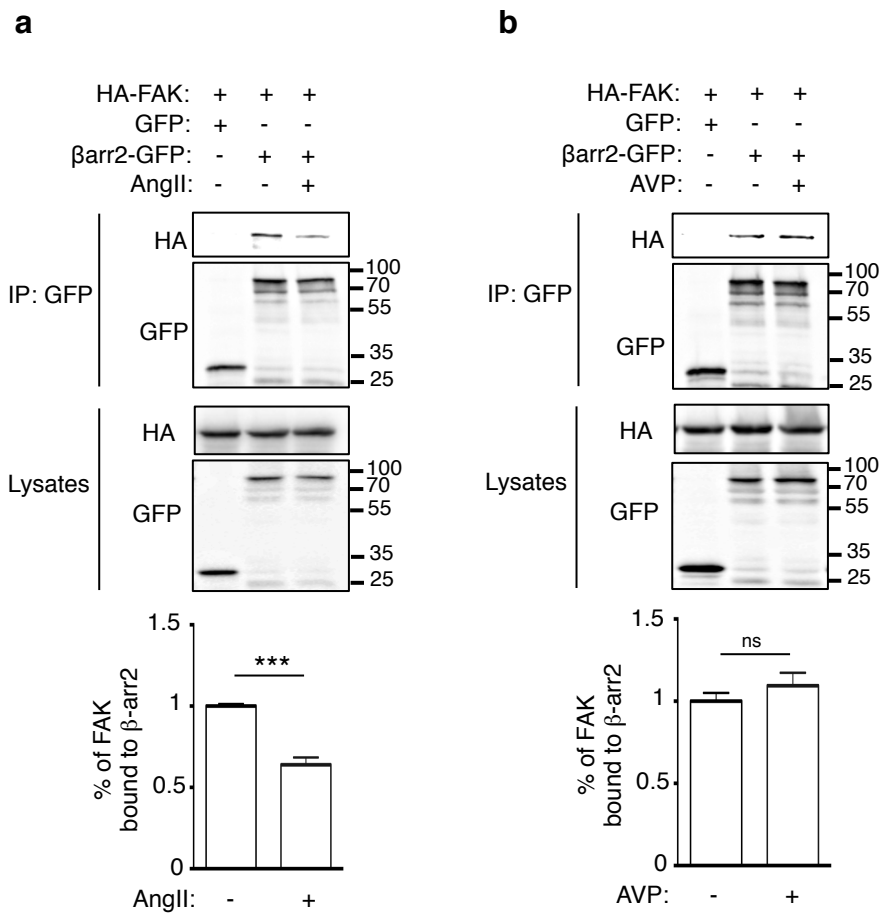 a
HA-FAK: + + +
GFP: + - -
βarr2-GFP: - + +
AngII: - - +
IP: GFP
HA
GFP
100
70
55
35
25
Lysates
HA
GFP
100
70
55
35
25
% of FAK
bound to β-arr2
1.5
1
0.5
0
***
AngII: - +
b
HA-FAK: + + +
GFP: + - -
βarr2-GFP: - + +
AVP: - - +
IP: GFP
HA
GFP
100
70
55
35
25
Lysates
HA
GFP
100
70
55
35
25
% of FAK
bound to β-arr2
1.5
1
0.5
0
ns
AVP: - +